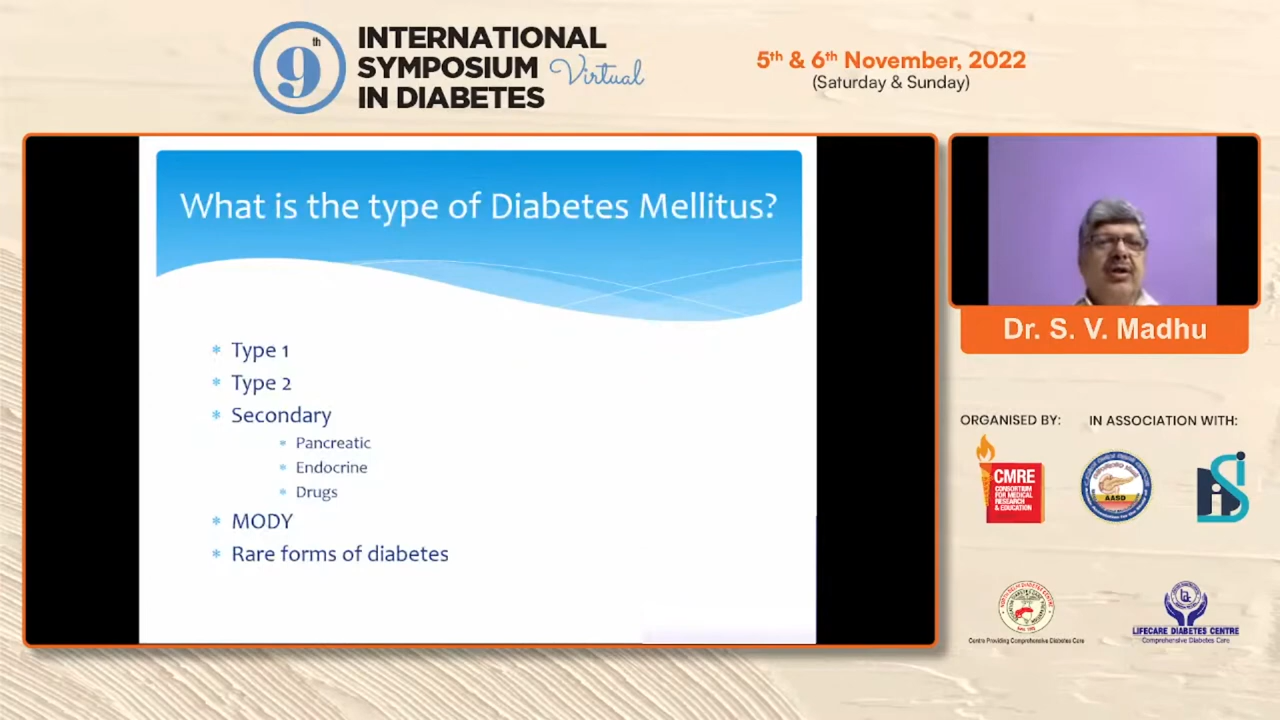 9th
INTERNATIONAL
SYMPOSIUM Virtual
IN DIABETES
5th & 6th November, 2022
(Saturday & Sunday)
What is the type of Diabetes Mellitus?
Type 1
Type 2
Secondary
Pancreatic
Endocrine
Drugs
MODY
Rare forms of diabetes
Dr. S. V. Madhu
ORGANISED BY:
IN ASSOCIATION WITH:
CMRE
CONSORTIUM
FOR MEDICAL
RESEARCH
& EDUCATION
AASD
Centre Providing Comprehensive Diabetes Care
LIFECARE DIABETES CENTRE
Comprehensive Diabetes Care